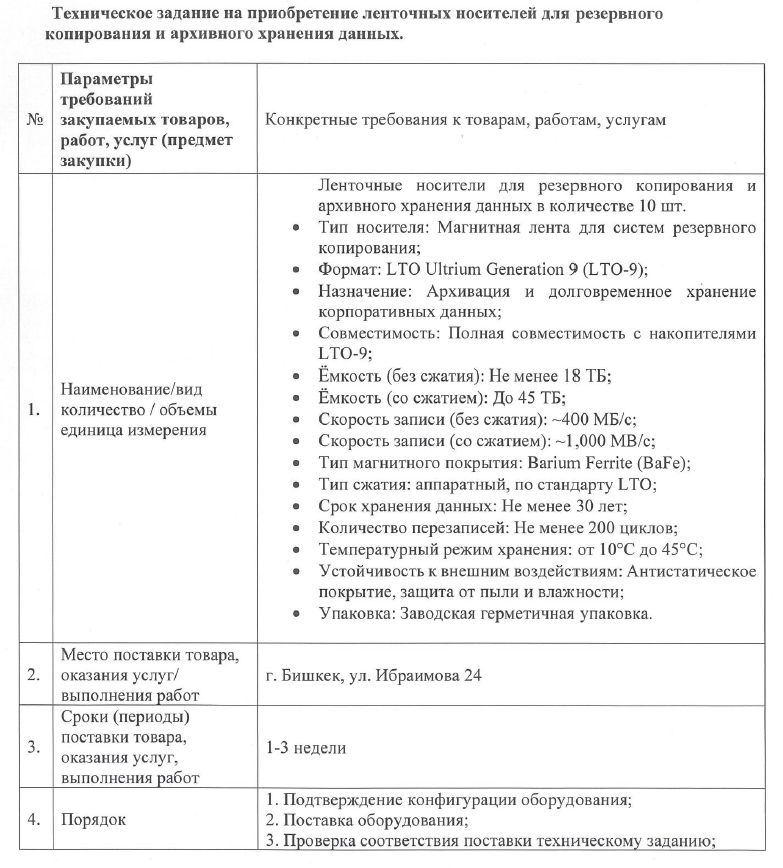 Техническое задание на приобретение ленточных носителей для резервного
копирования и архивного хранения данных.
№
Параметры
требований
закупаемых товаров,
работ, услуг (предмет
закупки)
Конкретные требования к товарам, работам, услугам
1.
Наименование/вид
количество / объемы
единица измерения
Ленточные носители для резервного копирования и
архивного хранения данных в количестве 10 шт.
• Тип носителя: Магнитная лента для систем резервного
копирования;
• Формат: LTO Ultrium Generation 9 (LTO-9);
• Назначение: Архивация и долговременное хранение
корпоративных данных;
• Совместимость: Полная совместимость с накопителями
LTO-9;
• Ёмкость (без сжатия): Не менее 18 ТБ;
• Ёмкость (со сжатием): До 45 ТБ;
• Скорость записи (без сжатия): ~400 МБ/с;
• Скорость записи (со сжатием): ~1,000 MB/с;
• Тип магнитного покрытия: Barium Ferrite (BaFe);
• Тип сжатия: аппаратный, по стандарту LTO;
• Срок хранения данных: Не менее 30 лет;
• Количество перезаписей: Не менее 200 циклов;
• Температурный режим хранения: от 10°C до 45°C;
• Устойчивость к внешним воздействиям: Антистатическое
покрытие, защита от пыли и влажности;
• Упаковка: Заводская герметичная упаковка.
2.
Место поставки товара,
оказания услуг/
выполнения работ
г. Бишкек, ул. Ибраимова 24
3.
Сроки (периоды)
поставки товара,
оказания услуг,
выполнения работ
1-3 недели
4.
Порядок
1. Подтверждение конфигурации оборудования;
2. Поставка оборудования;
3. Проверка соответствия поставки техническому заданию;